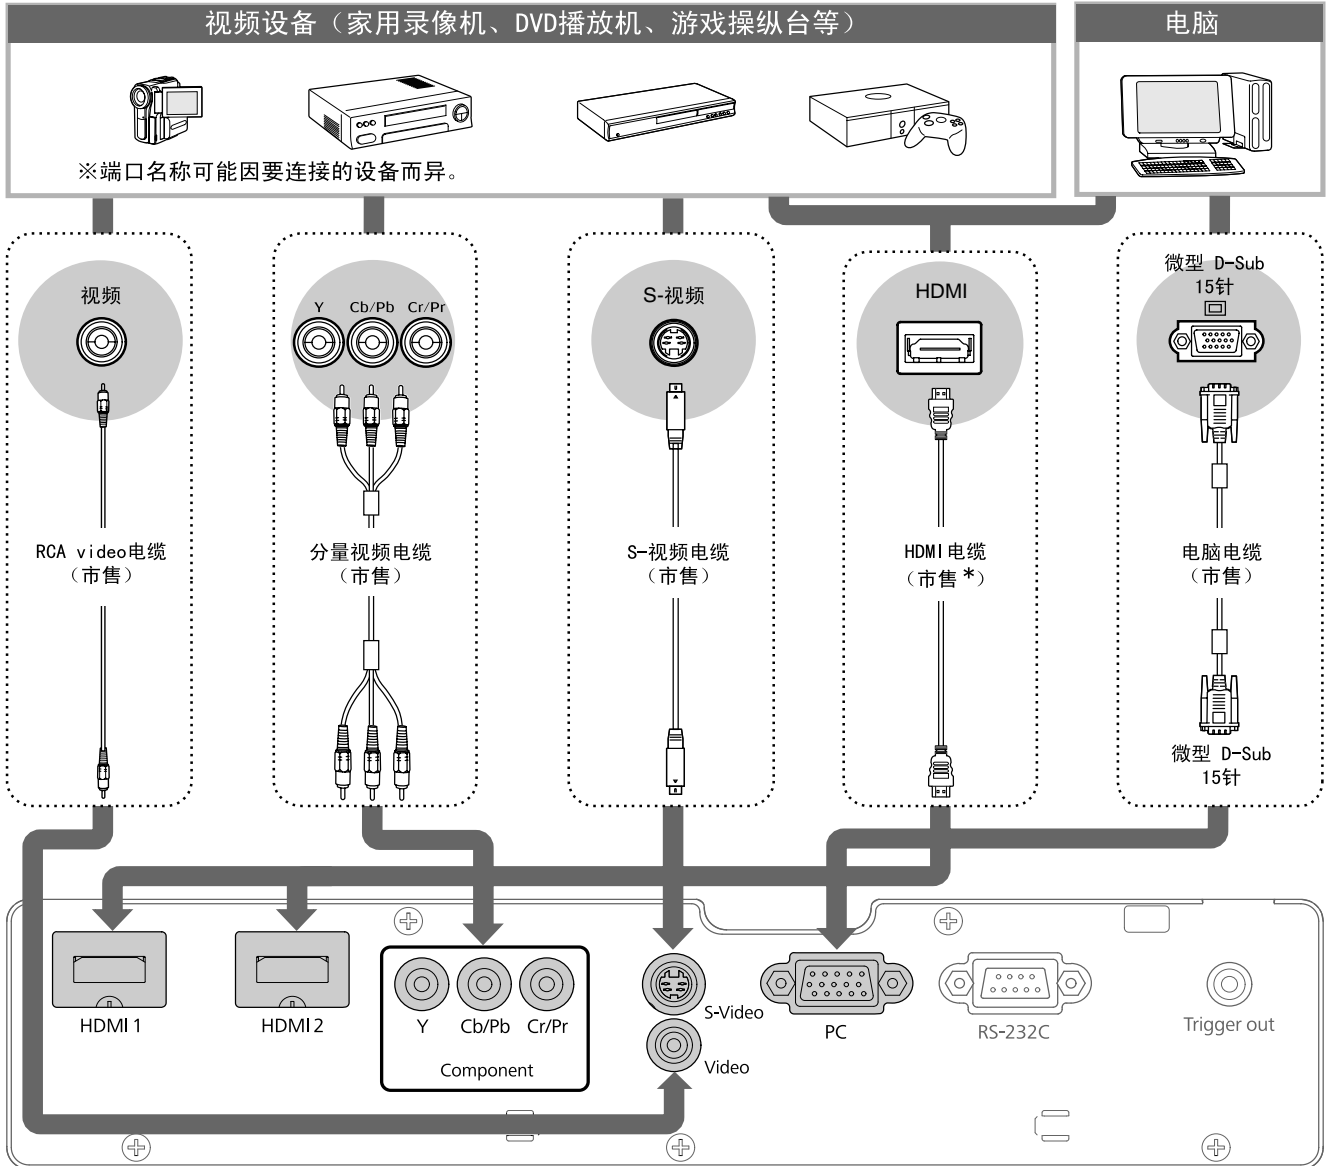 视频设备（家用录像机、DVD播放机、游戏操纵台等）
电脑
※端口名称可能因要连接的设备而异。
视频
Y Cb/Pb Cr/Pr
S-视频
HDMI
微型 D-Sub
15针
RCA video电缆
（市售）
分量视频电缆
（市售）
S-视频电缆
（市售）
HDMI电缆
（市售*）
电脑电缆
（市售）
微型 D-Sub
15针
HDMI 1
HDMI 2
Y Cb/Pb Cr/Pr
Component
S-Video
Video
PC
RS-232C
Trigger out